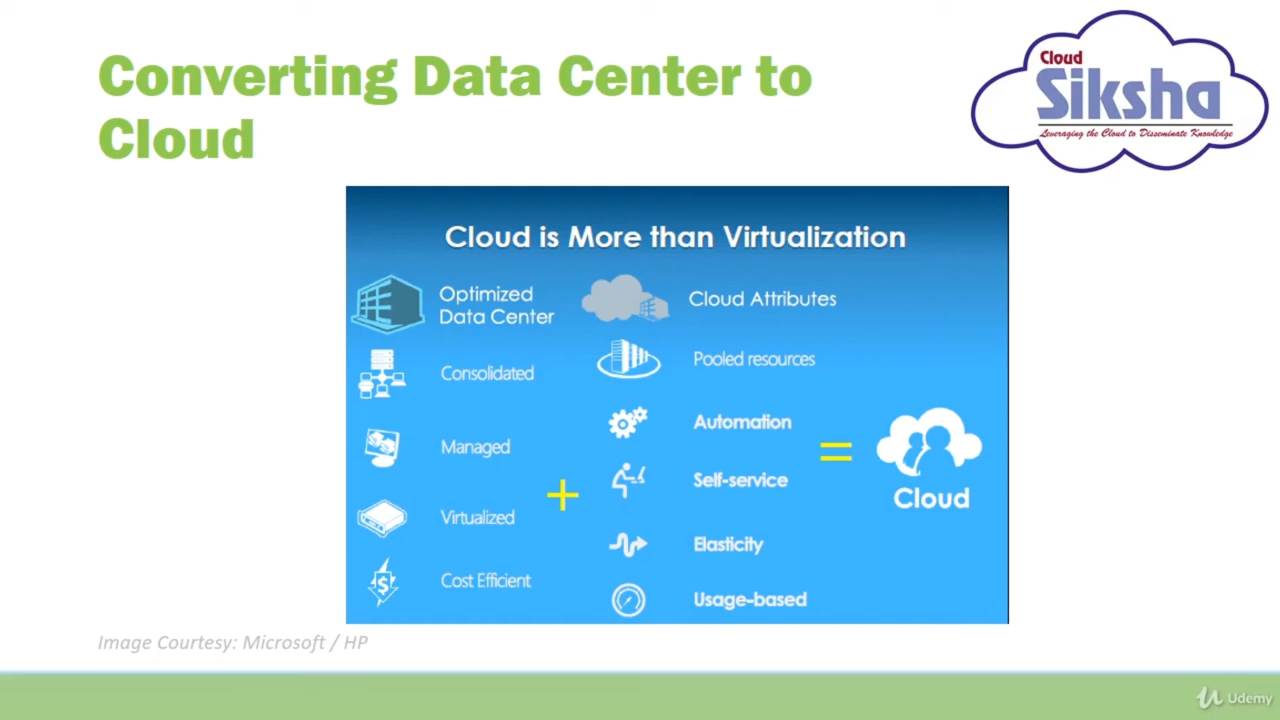 Converting Data Center to
Cloud
Cloud
Siksha
Leveraging the Cloud to Disseminate Knowledge
Cloud is More than Virtualization
Optimized
Data Center
Consolidated
Managed
Virtualized
Cost Efficient
+
Cloud Attributes
Pooled resources
Automation
Self-service
Elasticity
Usage-based
=
Cloud
Image Courtesy: Microsoft / HP
Udemy